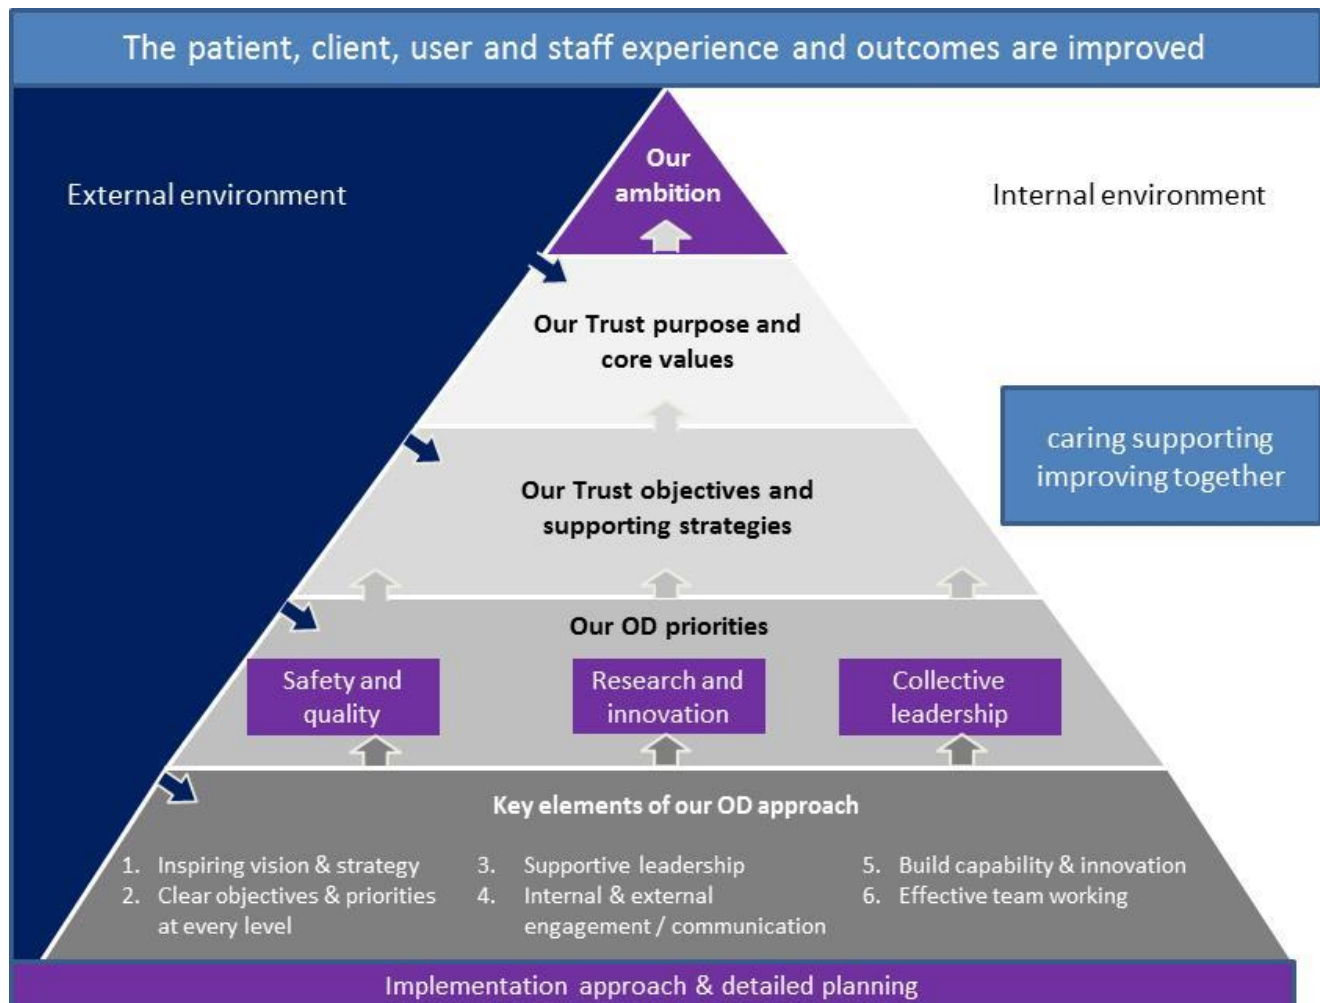 The patient, client, user and staff experience and outcomes are improved
External environment
Our
ambition
Internal environment
Our Trust purpose and
core values
caring supporting
improving together
Our Trust objectives and
supporting strategies
Our OD priorities
Safety and
quality
Research and
innovation
Collective
leadership
Key elements of our OD approach
1. Inspiring vision & strategy
2. Clear objectives & priorities
at every level
3. Supportive leadership
4. Internal & external
engagement / communication
5. Build capability & innovation
6. Effective team working
Implementation approach & detailed planning